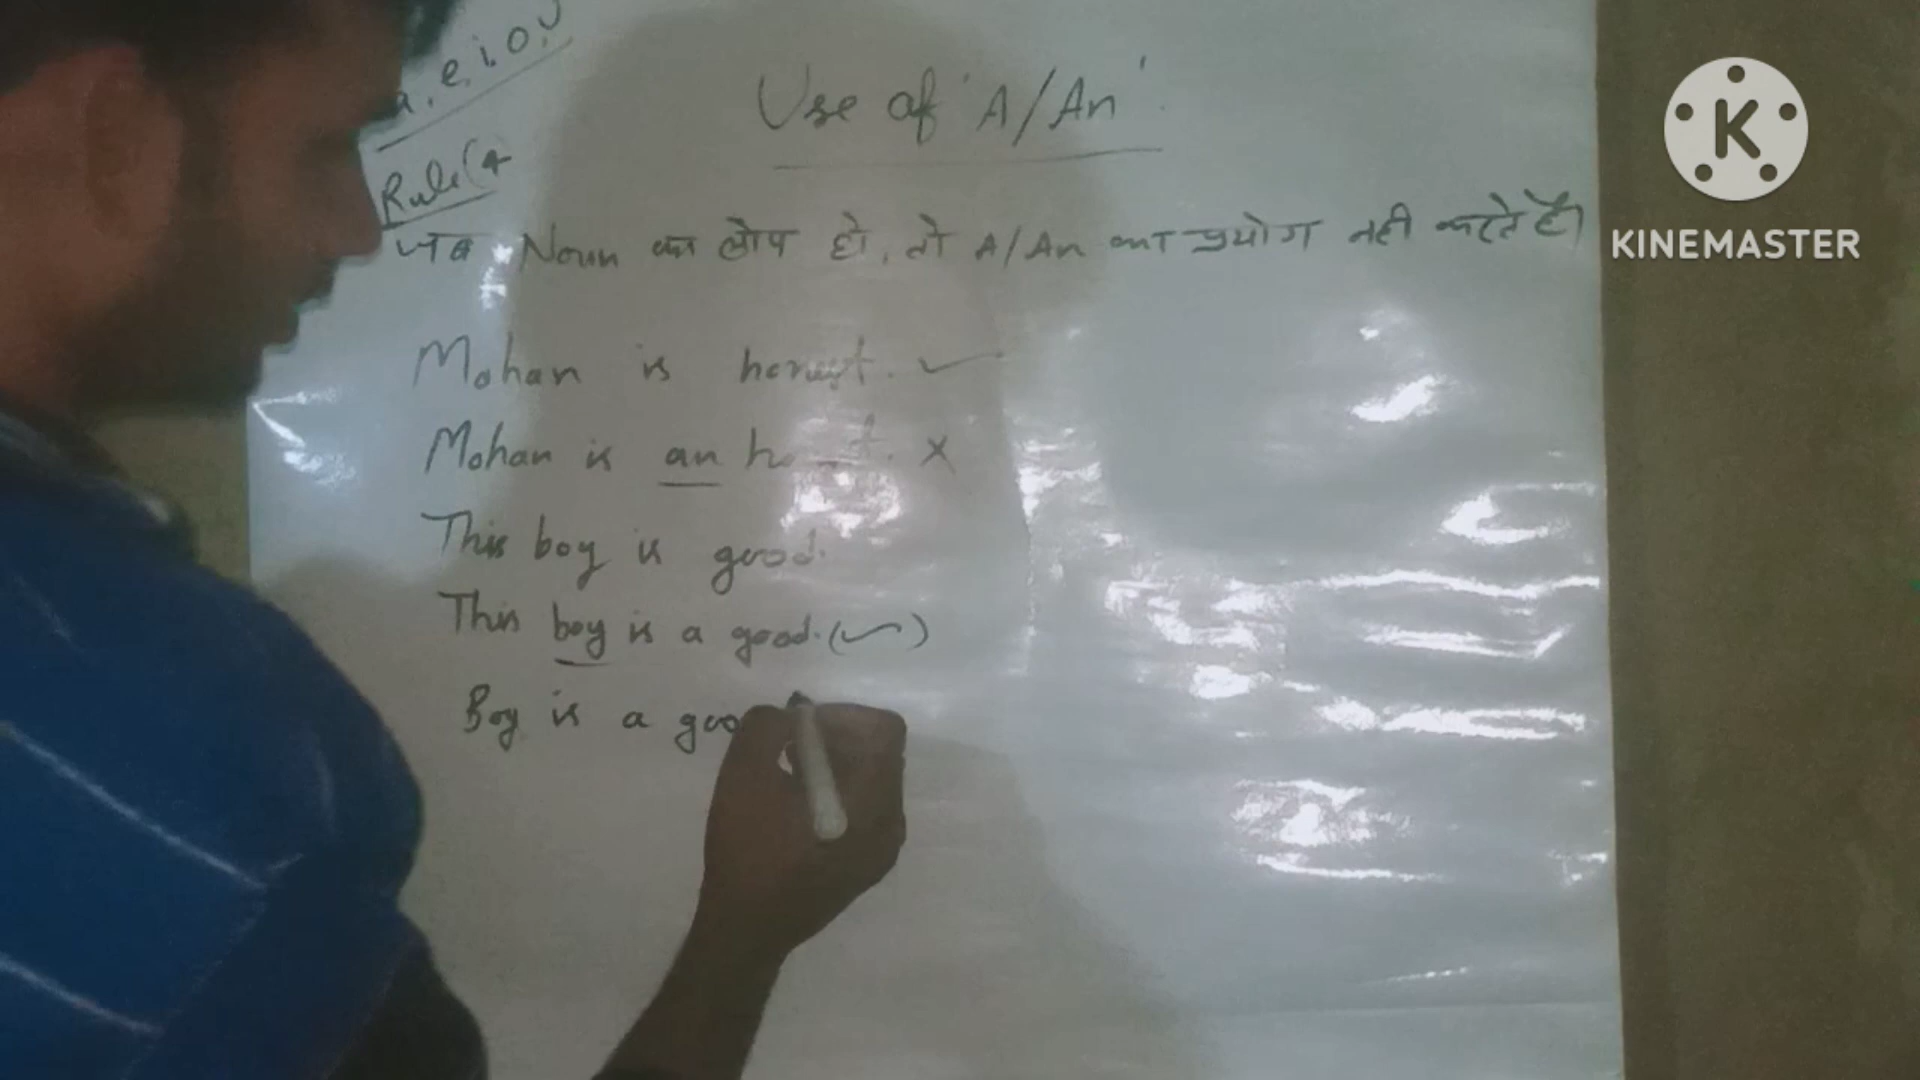 a, e, i, o, u
Use of 'A/An'
Rule (4
जब Noun का लोप हो, तो A/An का प्रयोग नही करते है।
Mohan is honest. ✓
Mohan is an x
This boy is good.
This boy is a good. (✓)
Boy is a
K
KINEMASTER